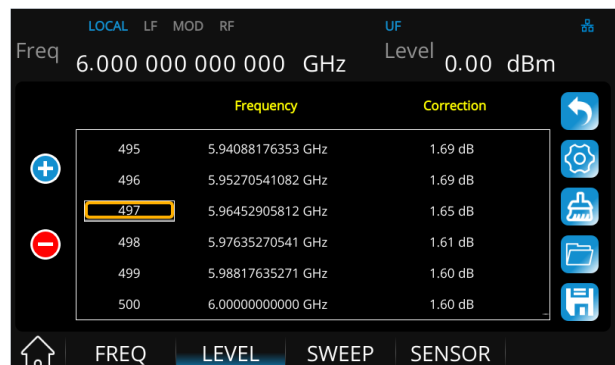 LOCAL LF MOD RF UF
Freq 6.000 000 000 000 GHz Level 0.00 dBm
Frequency Correction
495 5.94088176353 GHz 1.69 dB
496 5.95270541082 GHz 1.69 dB
497 5.96452905812 GHz 1.65 dB
498 5.97635270541 GHz 1.61 dB
499 5.98817635271 GHz 1.60 dB
500 6.00000000000 GHz 1.60 dB
FREQ LEVEL SWEEP SENSOR